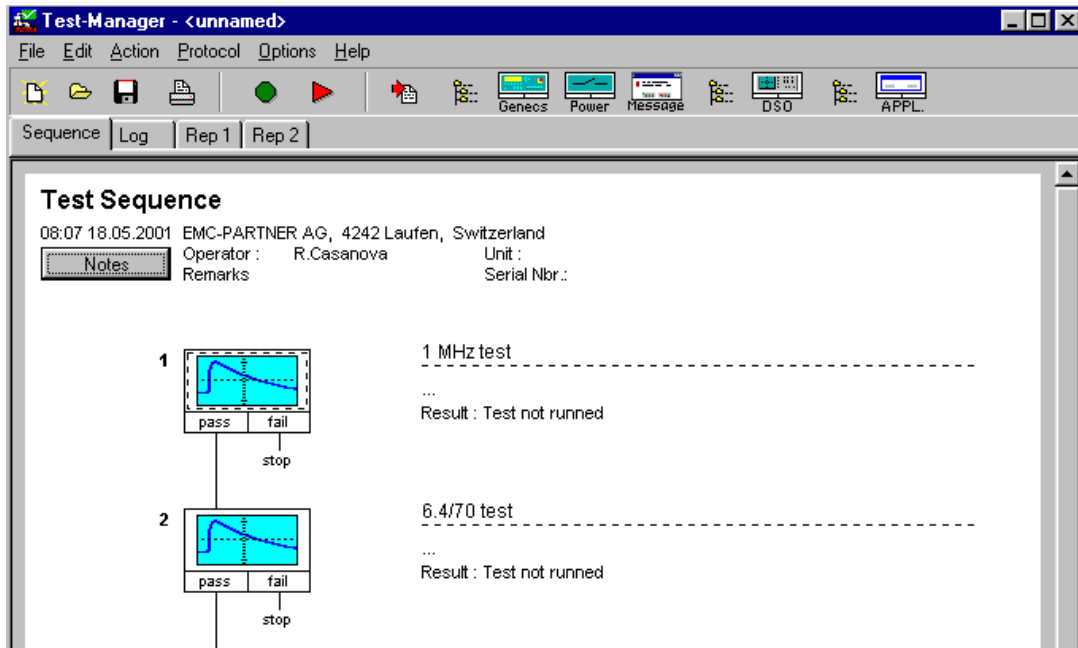 Test-Manager - <unnamed>
File Edit Action Protocol Options Help
Genecs Power Message DSO APPL.
Sequence Log Rep 1 Rep 2
Test Sequence
08:07 18.05.2001 EMC-PARTNER AG, 4242 Laufen, Switzerland
Notes Operator : R.Casanova Unit :
Remarks Serial Nbr.:
1 1 MHz test
...
Result : Test not runned
pass fail
stop
2 6.4/70 test
...
Result : Test not runned
pass fail
stop